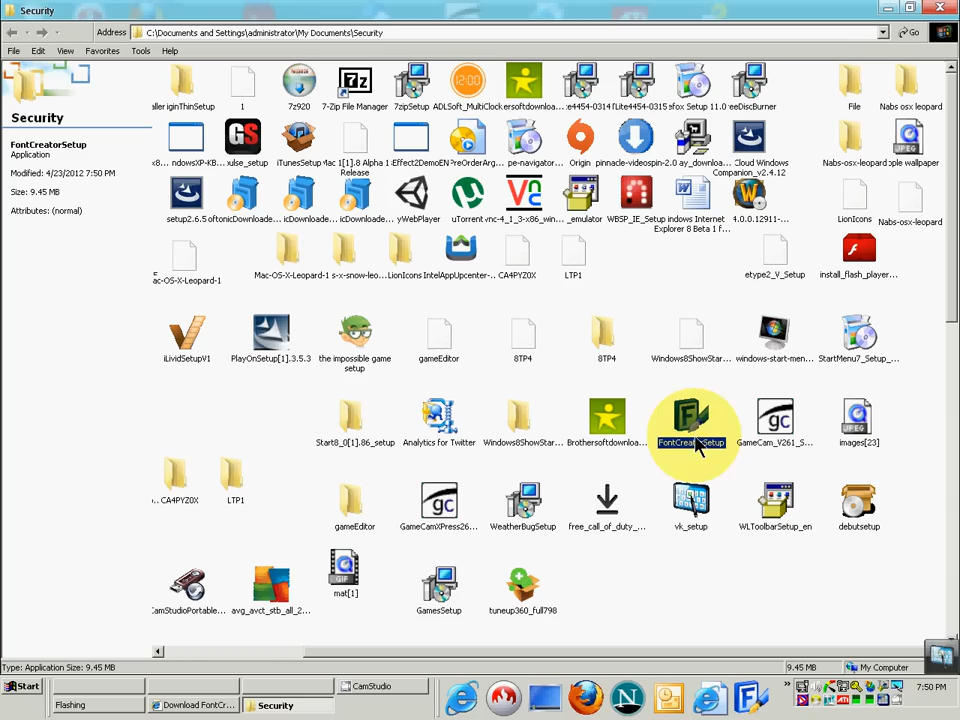 Security
Address C:\Documents and Settings\administrator\My Documents\Security Go
File Edit View Favorites Tools Help
Security
FontCreatorSetup
Application
Modified: 4/23/2012 7:50 PM
Size: 9.45 MB
Attributes: (normal)
aller iginThinSetup 1 7z920 7-Zip File Manager 7zipSetup ADLSoft_MultiClock ersoftdownloa... e4454-0314 Lite4454-0315 fox Setup 11.0 eeDiscBurner File Nabs osx leopard
x8... ndowsXP-KB... ulse_setup iTunesSetup Mac 1[1].8 Alpha 1 Release Effect2DemoEN PreOrderArg... pe-navigator... Origin pinnacle-videospin-2.0 ay_downloa... Cloud Windows Companion_v2.4.12 Nabs-osx-leopard ple wallpaper
setup2.6.5 oftonicDownloade... icDownloade... icDownloade... yWebPlayer uTorrent vnc-4_1_3-x86_win... _emulator WBSP_IE_Setup indows Internet Explorer 8 Beta 1 f... 4.0.0.12911-... LionIcons Nabs-osx-leopard
ac-OS-X-Leopard-1 Mac-OS-X-Leopard-1 s-x-snow-leo... LionIcons IntelAppUpcenter-... CA4PYZ0X LTP1 etype2_V_Setup install_flash_player...
iLividSetupV1 PlayOnSetup[1].3.5.3 the impossible game setup gameEditor 8TP4 8TP4 Windows8ShowStar... windows-start-men... StartMenu7_Setup_...
Start8_0[1].86_setup Analytics for Twitter Windows8ShowStar... Brothersoftdownloa... FontCreatorSetup GameCam_V261_S... images[23]
CA4PYZ0X LTP1
gameEditor GameCamXPress26... WeatherBugSetup free_call_of_duty_... vk_setup WLToolbarSetup_en debutsetup
CamStudioPortable... avg_avct_stb_all_2... mat[1] GamesSetup tuneup360_full798
Type: Application Size: 9.45 MB 9.45 MB My Computer
Start CamStudio 7:50 PM
Flashing Download FontCr... Security